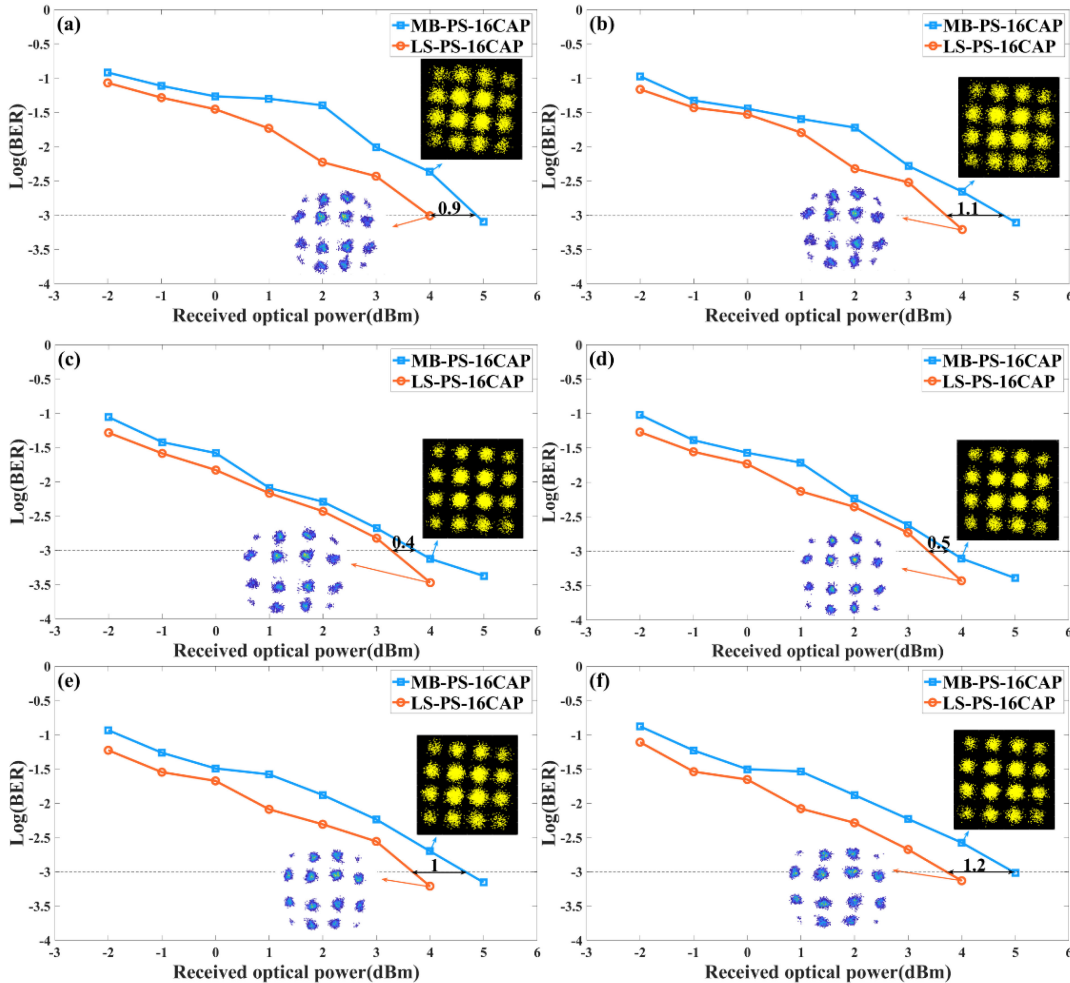 (a)
MB-PS-16CAP
LS-PS-16CAP
0
-0.5
-1
-1.5
-2
-2.5
-3
-3.5
-4
Log(BER)
0.9
-3 -2 -1 0 1 2 3 4 5 6
Received optical power(dBm)
(b)
MB-PS-16CAP
LS-PS-16CAP
0
-0.5
-1
-1.5
-2
-2.5
-3
-3.5
-4
Log(BER)
1.1
-3 -2 -1 0 1 2 3 4 5 6
Received optical power(dBm)
(c)
MB-PS-16CAP
LS-PS-16CAP
0
-0.5
-1
-1.5
-2
-2.5
-3
-3.5
-4
Log(BER)
0.4
-3 -2 -1 0 1 2 3 4 5 6
Received optical power(dBm)
(d)
MB-PS-16CAP
LS-PS-16CAP
0
-0.5
-1
-1.5
-2
-2.5
-3
-3.5
-4
Log(BER)
0.5
-3 -2 -1 0 1 2 3 4 5 6
Received optical power(dBm)
(e)
MB-PS-16CAP
LS-PS-16CAP
0
-0.5
-1
-1.5
-2
-2.5
-3
-3.5
-4
Log(BER)
1
-3 -2 -1 0 1 2 3 4 5 6
Received optical power(dBm)
(f)
MB-PS-16CAP
LS-PS-16CAP
0
-0.5
-1
-1.5
-2
-2.5
-3
-3.5
-4
Log(BER)
1.2
-3 -2 -1 0 1 2 3 4 5 6
Received optical power(dBm)